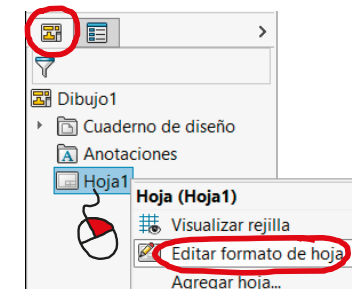 Dibujo1
Cuaderno de diseño
Anotaciones
Hoja1
Hoja (Hoja1)
Visualizar rejilla
Editar formato de hoja
Agregar hoja...